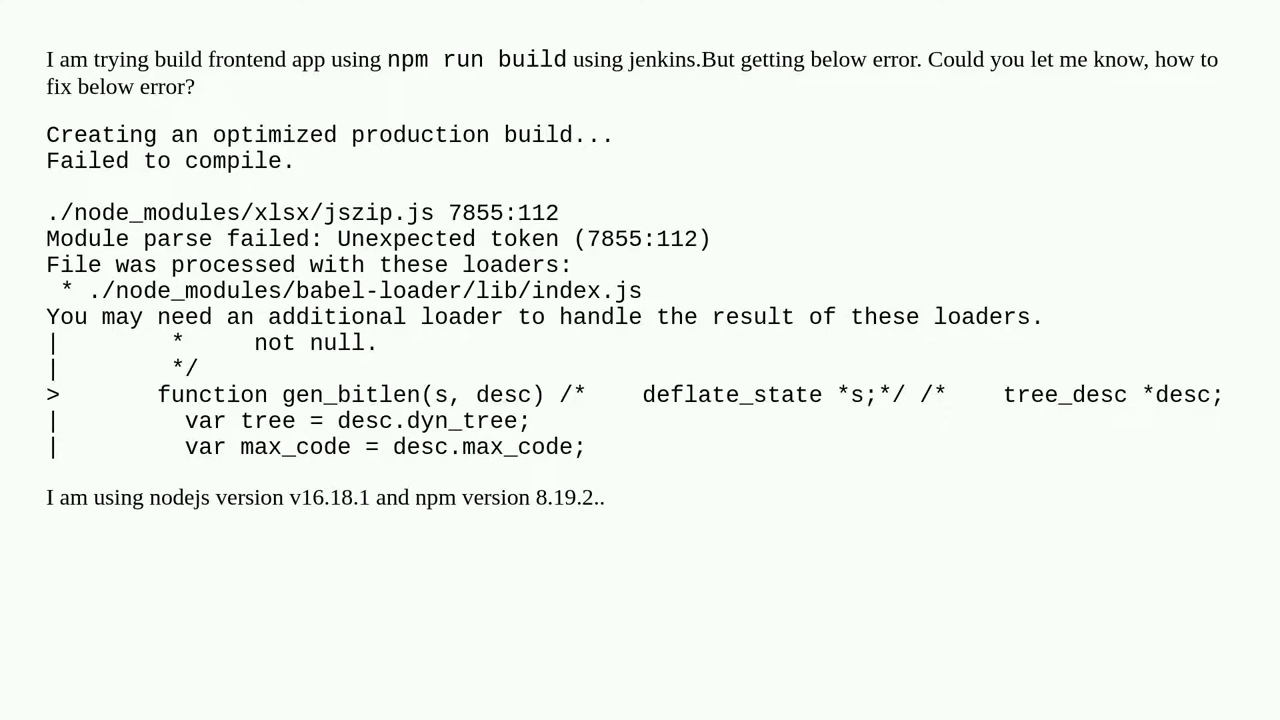 I am trying build frontend app using npm run build using jenkins.But getting below error. Could you let me know, how to
fix below error?
Creating an optimized production build...
Failed to compile.
./node_modules/xlsx/jszip.js 7855:112
Module parse failed: Unexpected token (7855:112)
File was processed with these loaders:
 * ./node_modules/babel-loader/lib/index.js
You may need an additional loader to handle the result of these loaders.
|        *     not null.
|        */
>       function gen_bitlen(s, desc) /*    deflate_state *s;*/ /*    tree_desc *desc;
|         var tree = desc.dyn_tree;
|         var max_code = desc.max_code;
I am using nodejs version v16.18.1 and npm version 8.19.2..